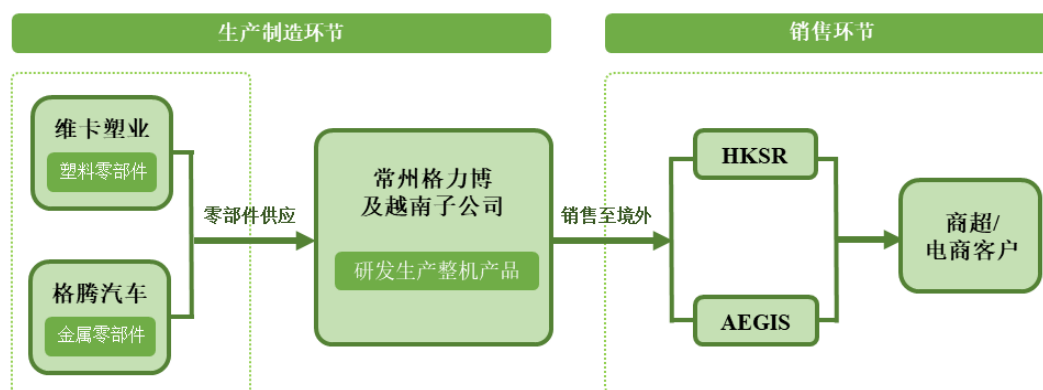 生产制造环节
销售环节
维卡塑业
塑料零部件
格腾汽车
金属零部件
零部件供应
常州格力博
及越南子公司
研发生产整机产品
销售至境外
HKSR
AEGIS
商超/
电商客户